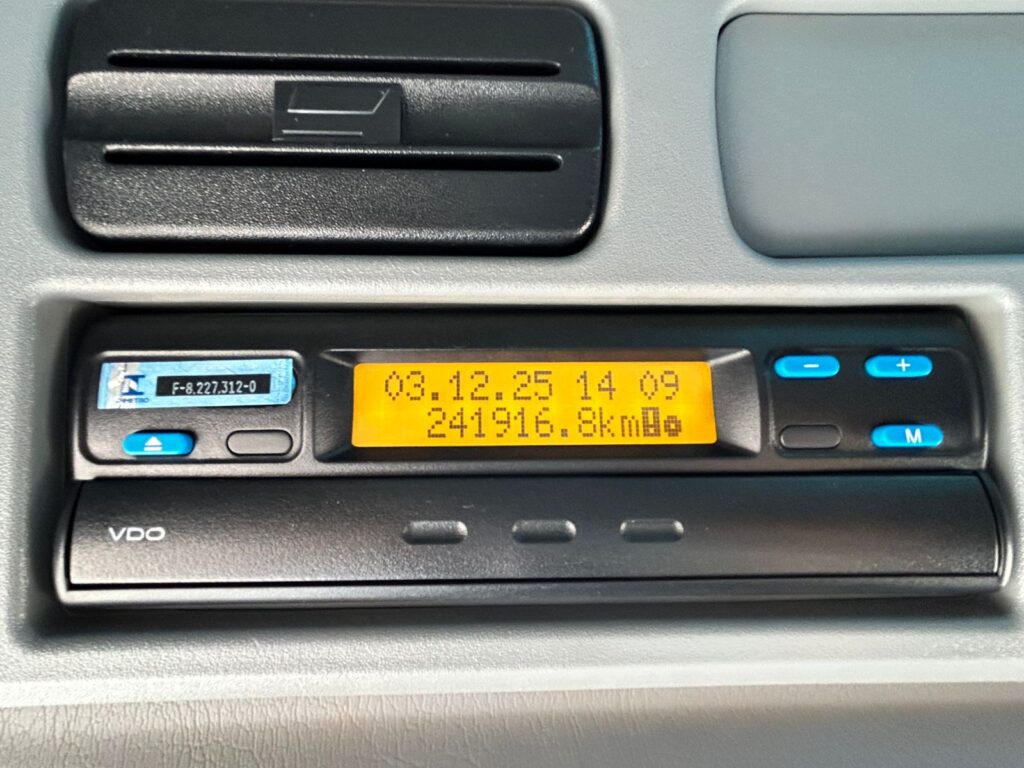 F-8.227.312-0
03.12.25 14 09
241916.8km
- +
M
VDO